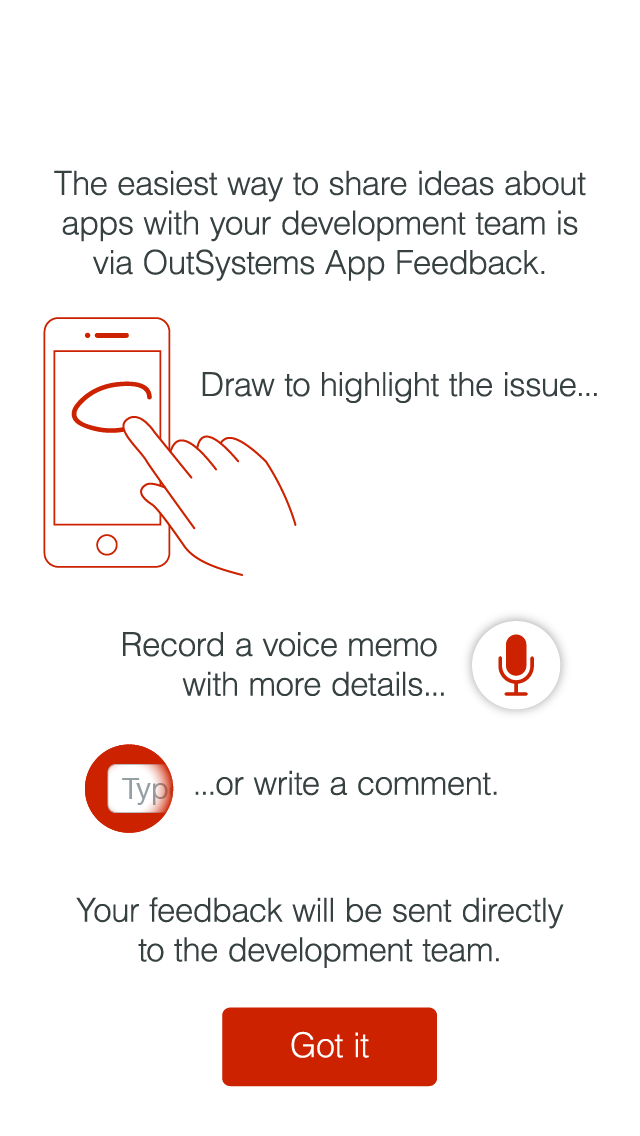 The easiest way to share ideas about
apps with your development team is
via OutSystems App Feedback.
Draw to highlight the issue...
Record a voice memo
with more details...
Typ
...or write a comment.
Your feedback will be sent directly
to the development team.
Got it